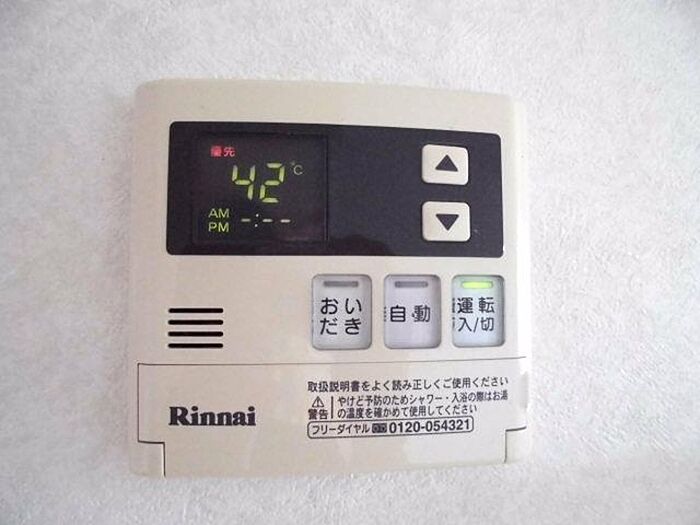 優先
42 °C
AM
PM -:--
▲
▼
おい
だき
自動
運転
入/切
取扱説明書をよく読み正しくご使用ください
⚠
警告
やけど予防のためシャワー・入浴の際はお湯
の温度を確かめて使用してください
フリーダイヤル 0120-054321
Rinnai